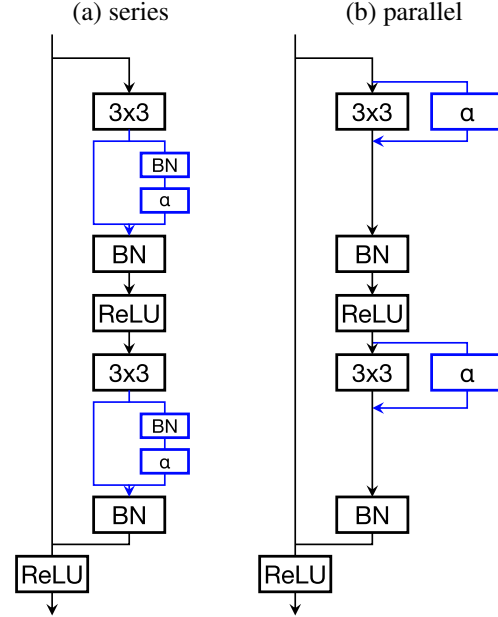 (a) series
(b) parallel
3x3
BN
α
BN
ReLU
3x3
BN
α
BN
ReLU
3x3
α
BN
ReLU
3x3
α
BN
ReLU